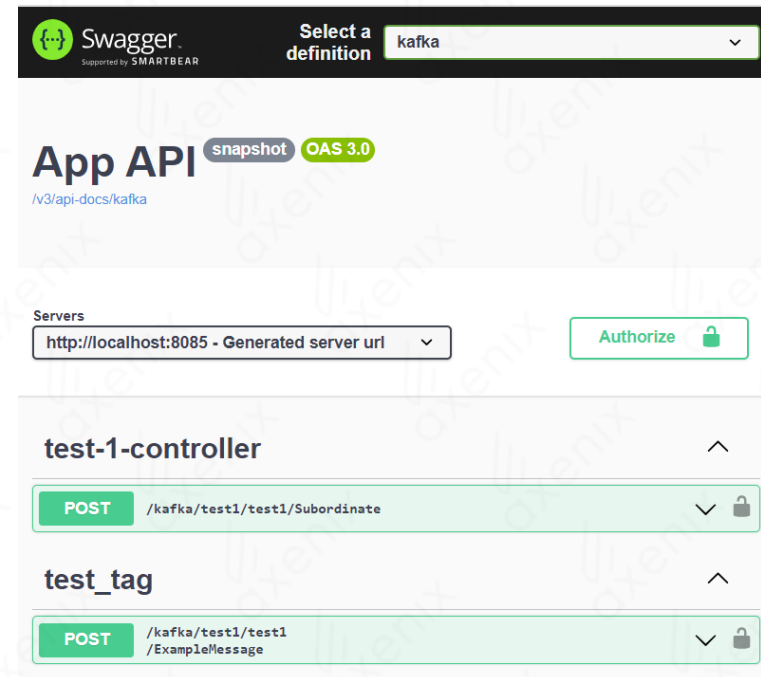 Swagger
Supported by SMARTBEAR
Select a
definition
kafka
App API snapshot OAS 3.0
/v3/api-docs/kafka
Servers
http://localhost:8085 - Generated server url
Authorize
test-1-controller
POST /kafka/test1/test1/Subordinate
test_tag
POST /kafka/test1/test1
/ExampleMessage
axenix